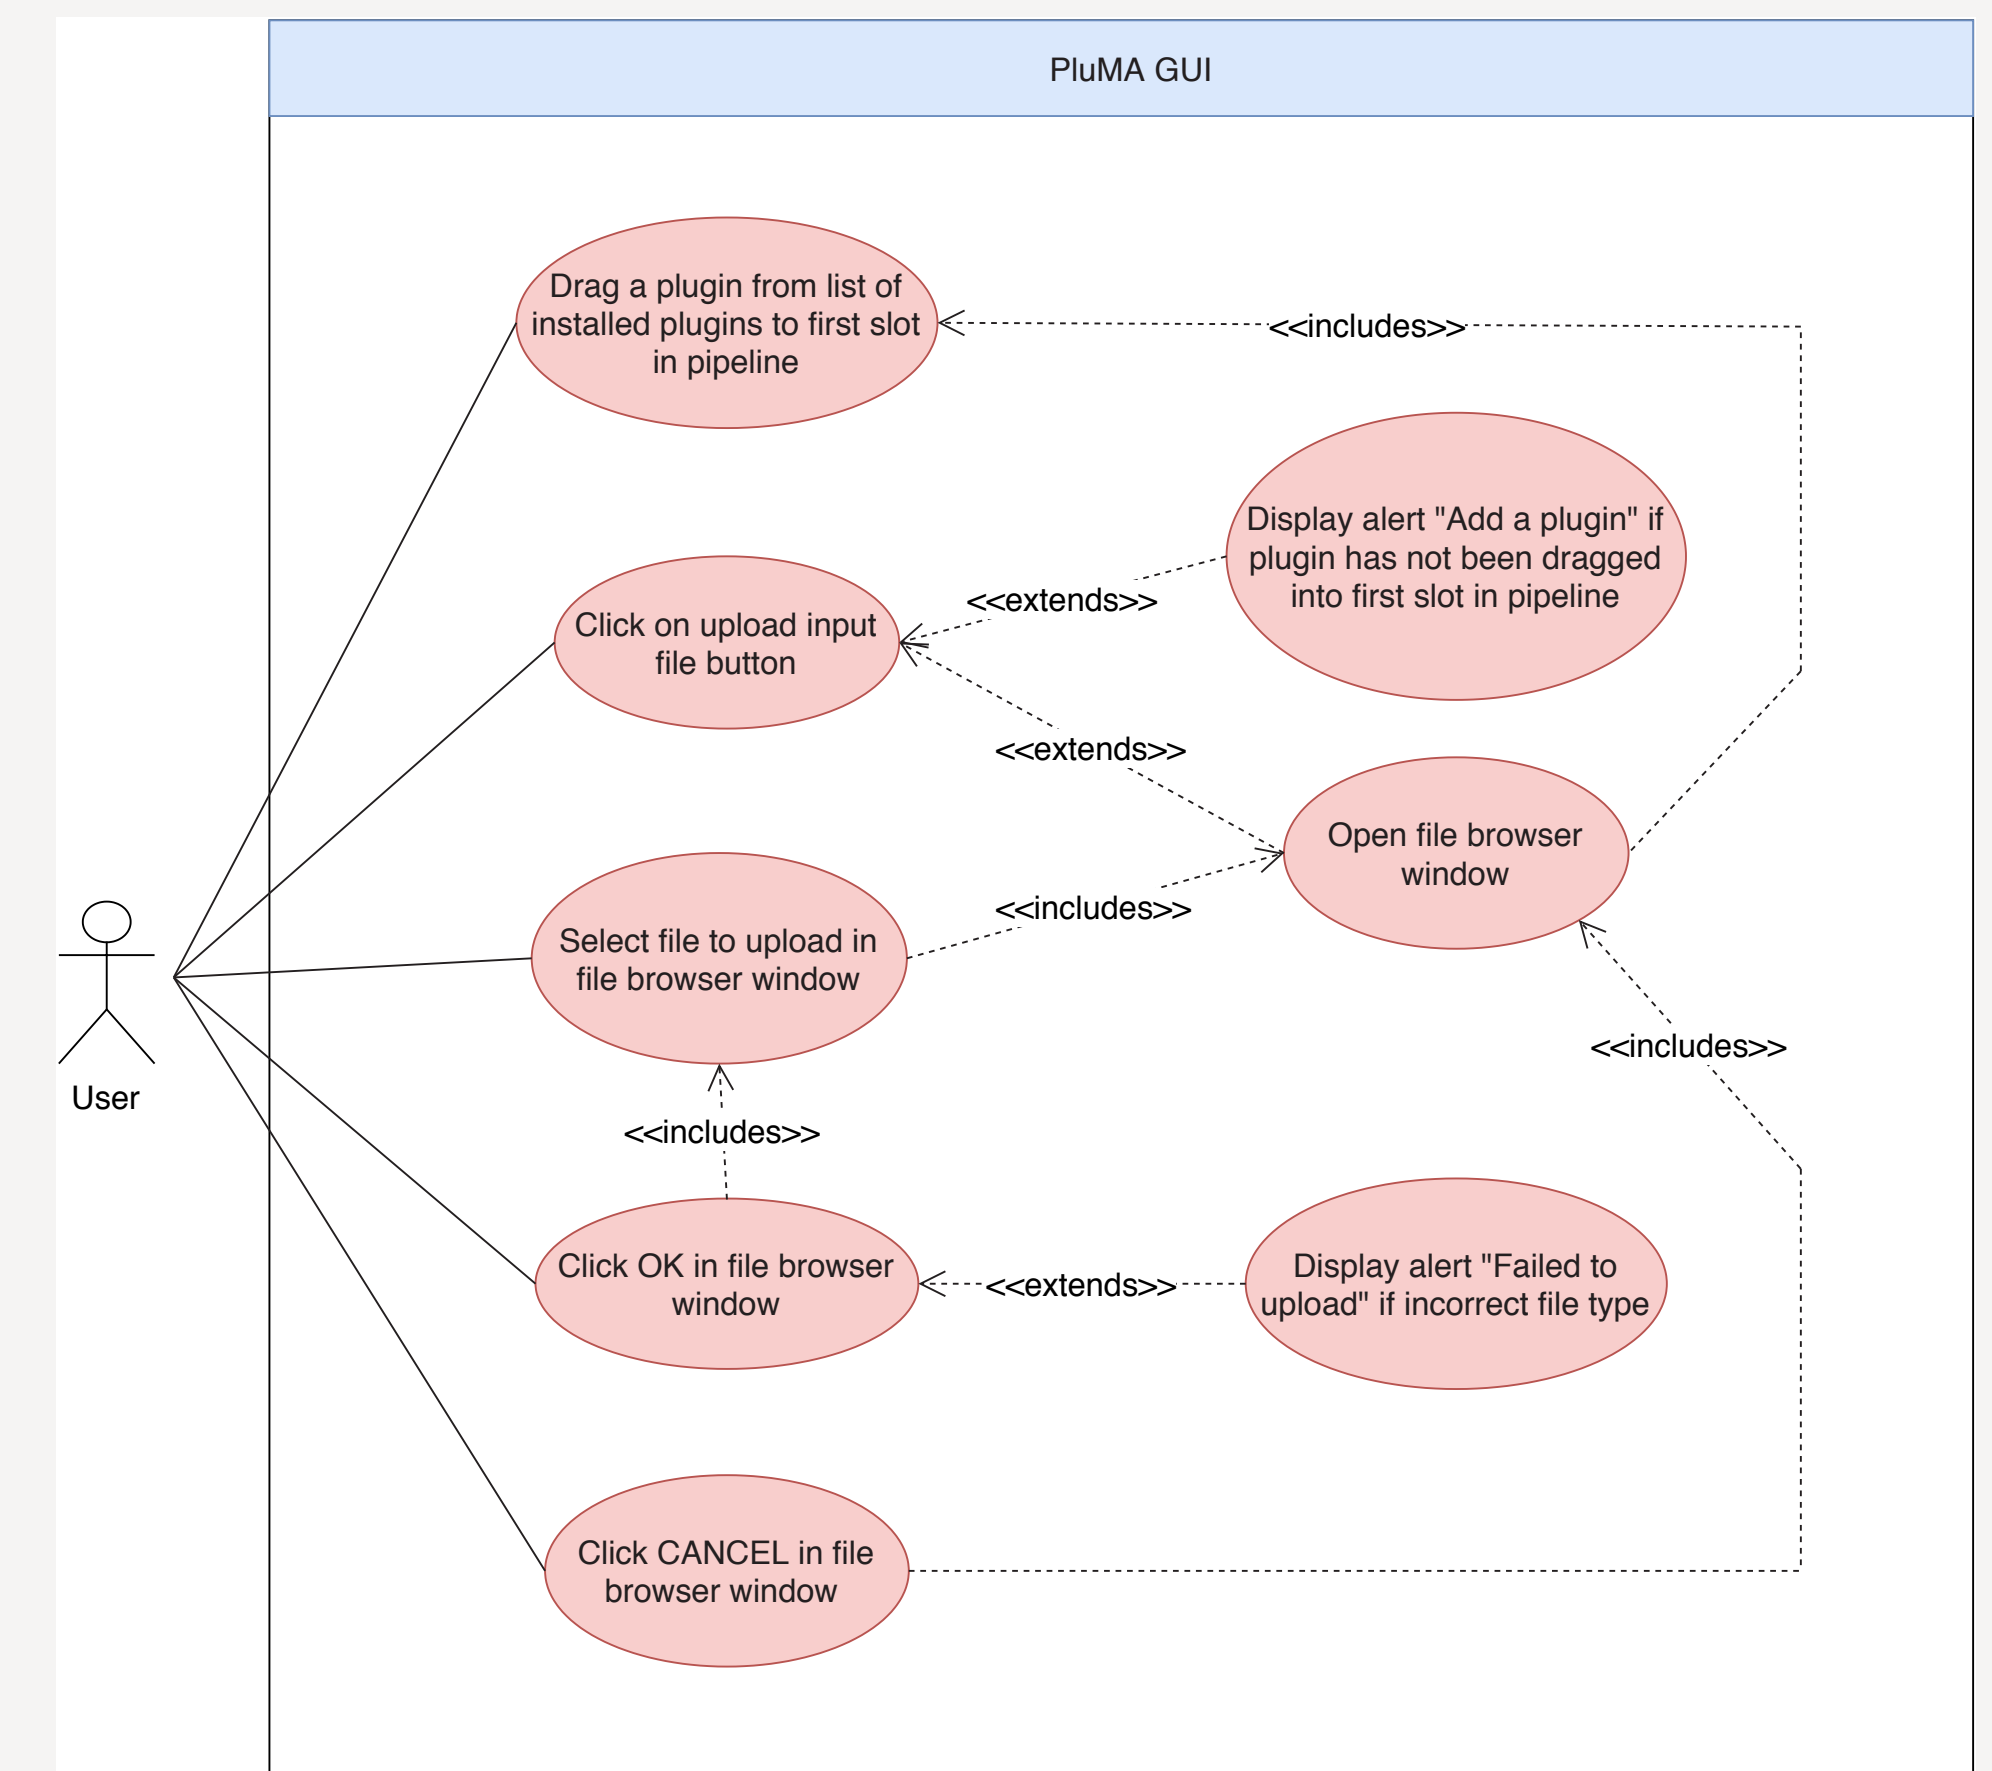 PluMA GUI
Drag a plugin from list of
installed plugins to first slot
in pipeline
<<includes>>
Display alert "Add a plugin" if
plugin has not been dragged
into first slot in pipeline
<<extends>>
Click on upload input
file button
<<extends>>
Open file browser
window
Select file to upload in
file browser window
<<includes>>
<<includes>>
User
<<includes>>
Click OK in file browser
window
<<extends>>
Display alert "Failed to
upload" if incorrect file type
Click CANCEL in file
browser window